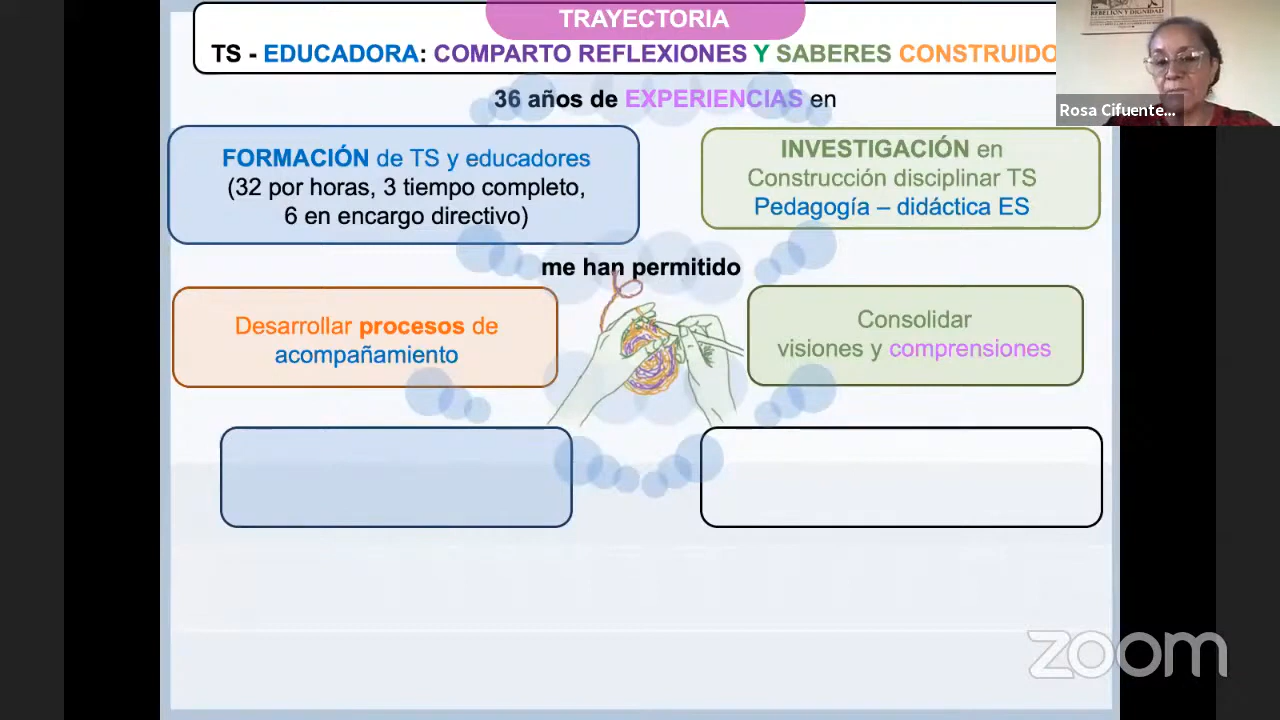 TRAYECTORIA
TS - EDUCADORA: COMPARTO REFLEXIONES Y SABERES CONSTRUIDO
REBELIÓN Y DIGNIDAD
Rosa Cifuente...
36 años de EXPERIENCIAS en
FORMACIÓN de TS y educadores
(32 por horas, 3 tiempo completo,
6 en encargo directivo)
INVESTIGACIÓN en
Construcción disciplinar TS
Pedagogía – didáctica ES
me han permitido
Desarrollar procesos de
acompañamiento
Consolidar
visiones y comprensiones
zoom